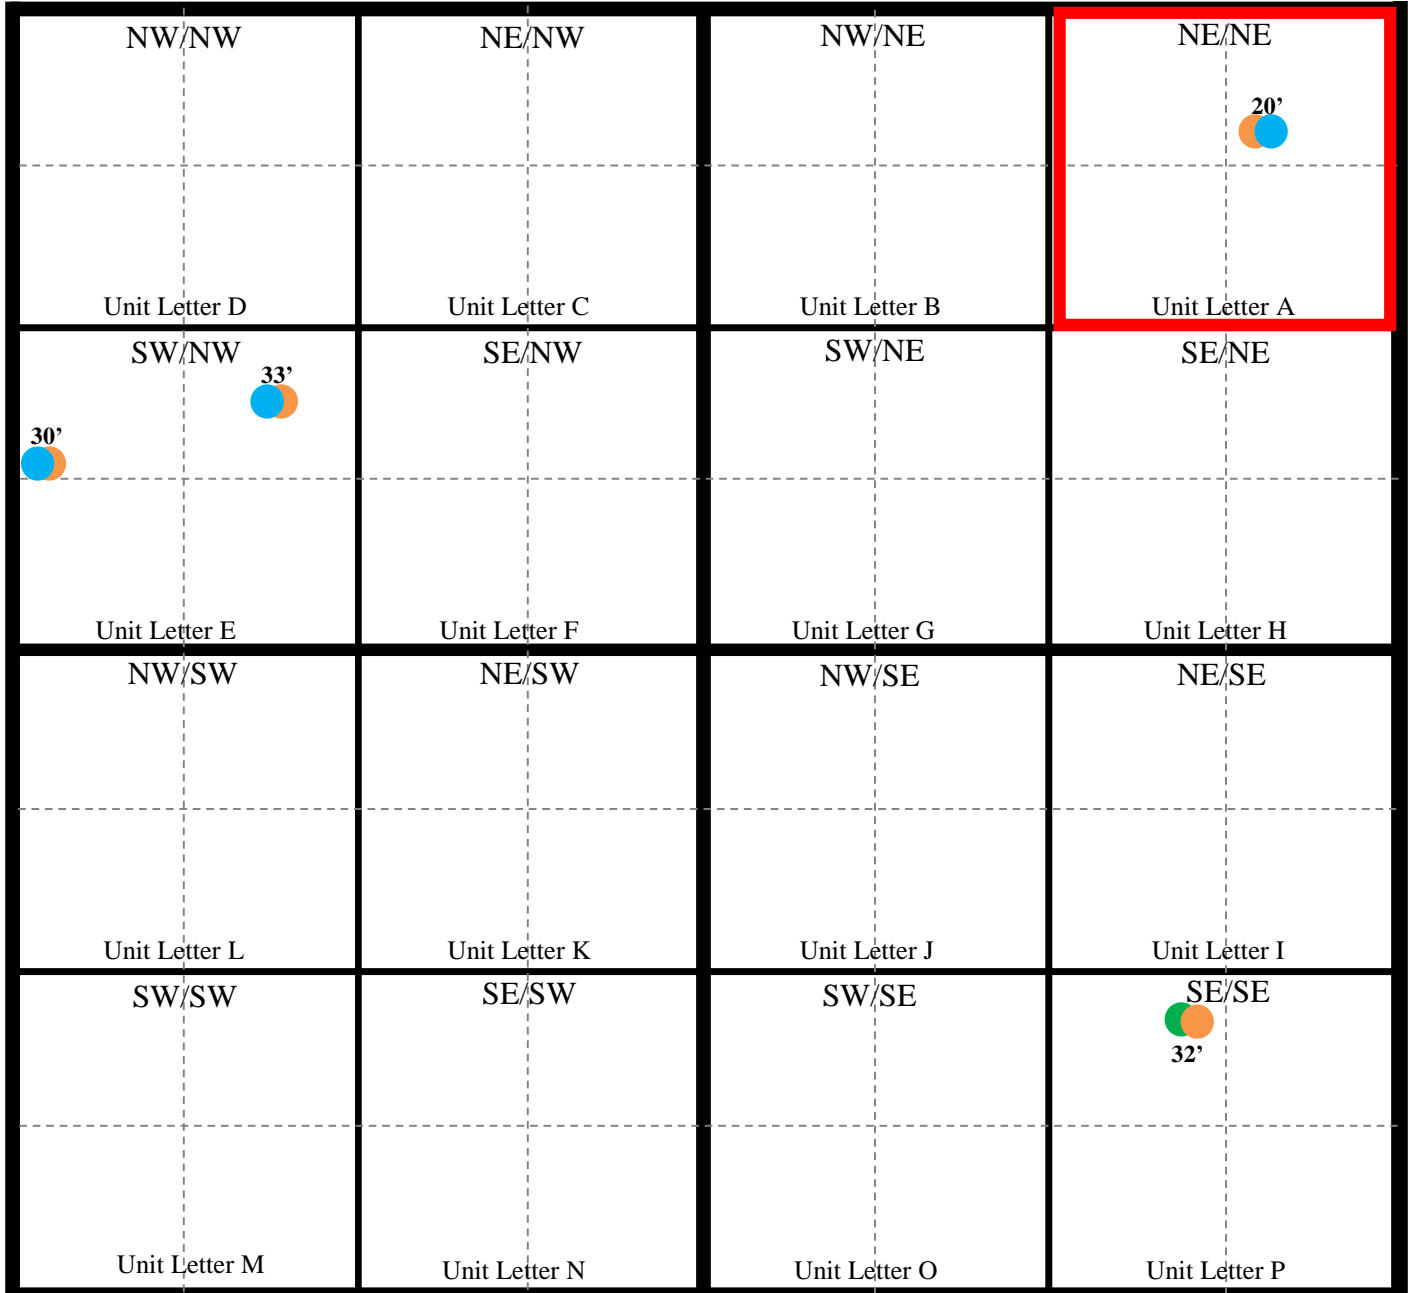 NW/NW
NE/NW
NW/NE
NE/NE
20’
Unit Letter D
Unit Letter C
Unit Letter B
Unit Letter A
SW/NW
SE/NW
SW/NE
SE/NE
33’
30’
Unit Letter E
Unit Letter F
Unit Letter G
Unit Letter H
NW/SW
NE/SW
NW/SE
NE/SE
Unit Letter L
Unit Letter K
Unit Letter J
Unit Letter I
SW/SW
SE/SW
SW/SE
SE/SE
32’
Unit Letter M
Unit Letter N
Unit Letter O
Unit Letter P